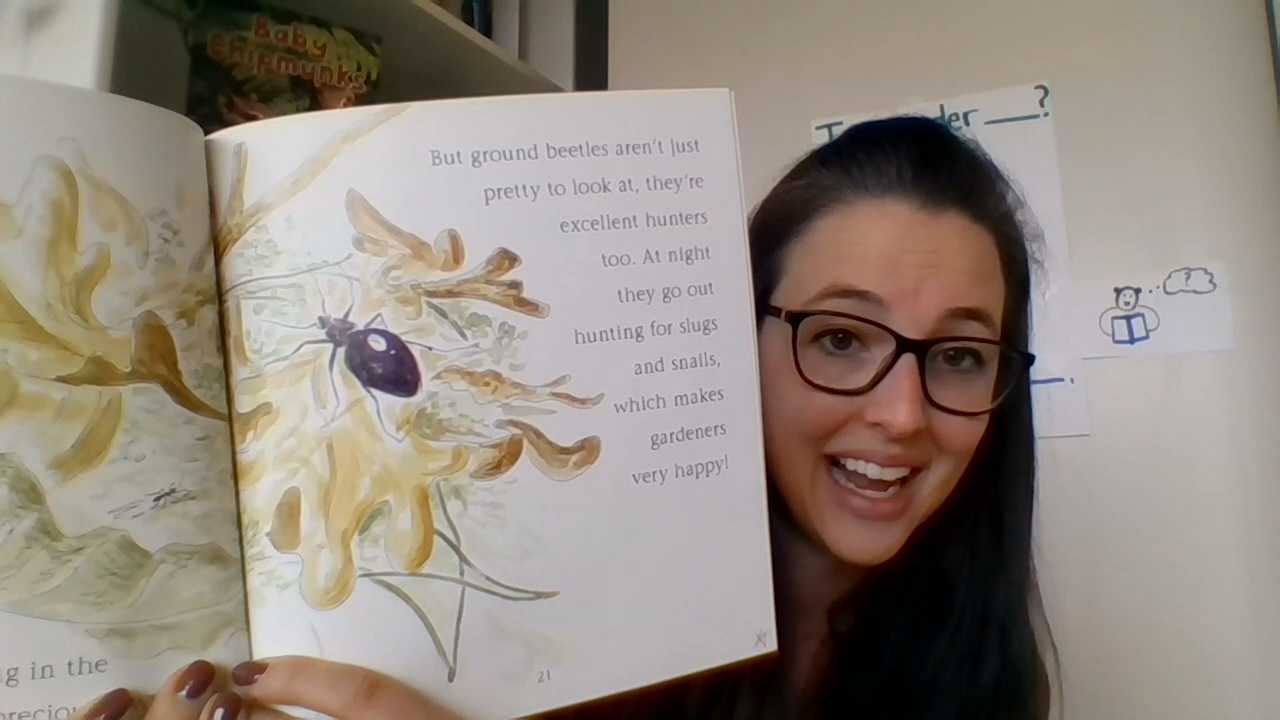 Baby
Chipmunks
But ground beetles aren't just
pretty to look at, they're
excellent hunters
too. At night
they go out
hunting for slugs
and snails,
which makes
gardeners
very happy!
21
g in the
?
?